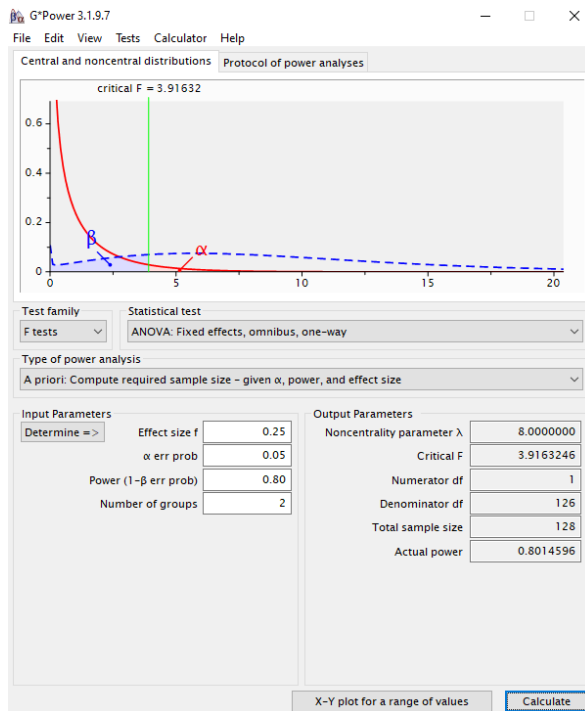 G*Power 3.1.9.7
File Edit View Tests Calculator Help
Central and noncentral distributions Protocol of power analyses
critical F = 3.91632
0.6
0.4
β α
0.2
0
0 5 10 15 20
Test family Statistical test
F tests ANOVA: Fixed effects, omnibus, one-way
Type of power analysis
A priori: Compute required sample size - given α, power, and effect size
Input Parameters Output Parameters
Determine => Effect size f 0.25 Noncentrality parameter λ 8.0000000
α err prob 0.05 Critical F 3.9163246
Power (1-β err prob) 0.80 Numerator df 1
Number of groups 2 Denominator df 126
Total sample size 128
Actual power 0.8014596
X-Y plot for a range of values Calculate